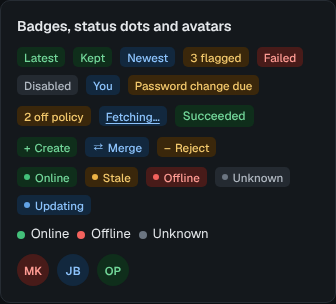 Badges, status dots and avatars
Latest Kept Newest 3 flagged Failed
Disabled You Password change due
2 off policy Fetching... Succeeded
+ Create ⇄ Merge – Reject
Online Stale Offline Unknown
Updating
Online Offline Unknown
MK JB OP